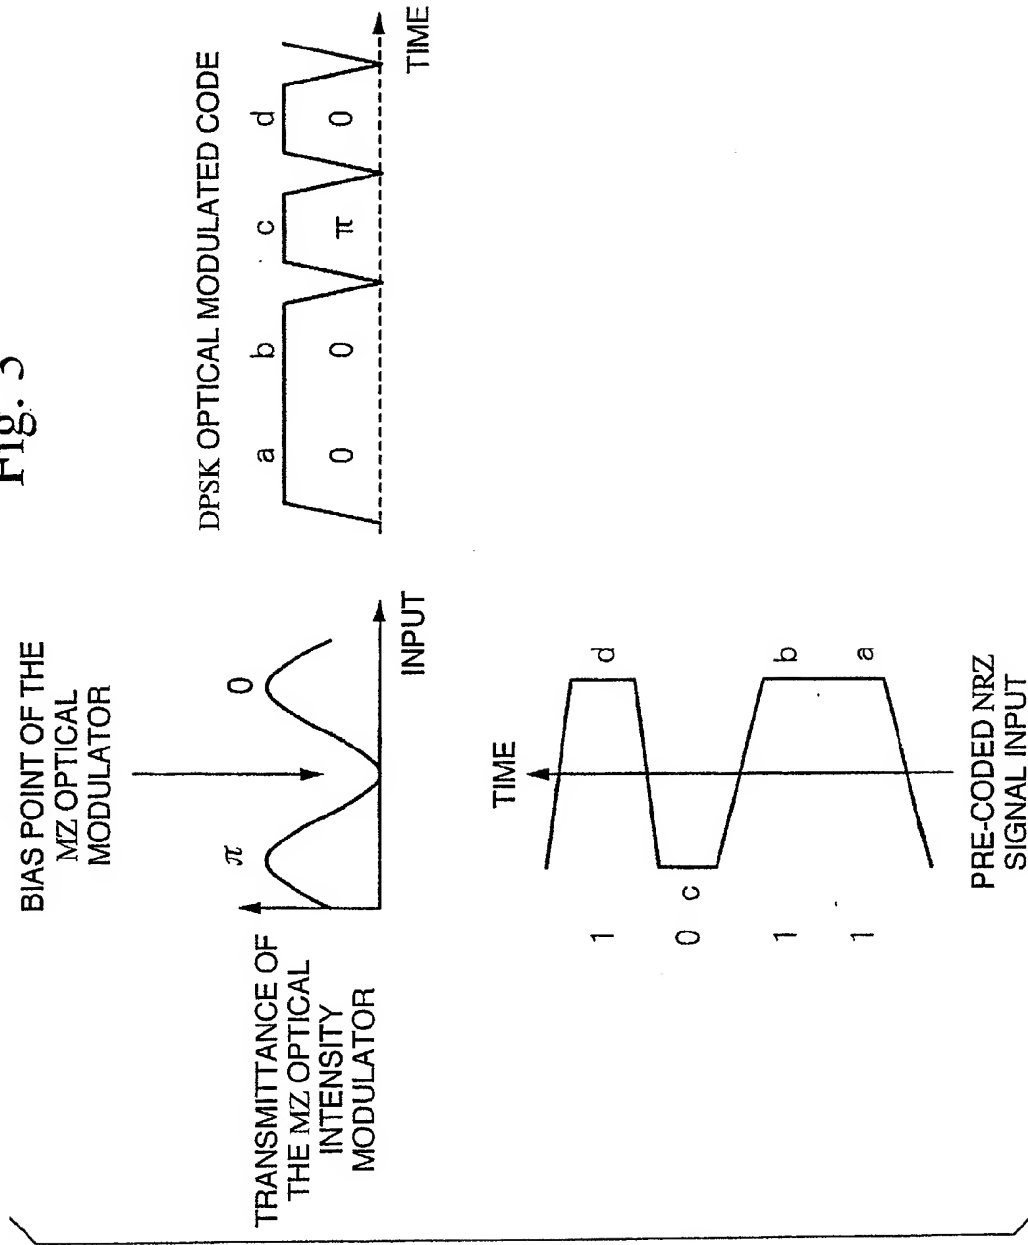 Fig.
BIAS POINT OF THE
MZ OPTICAL
MODULATOR
DPSK OPTICAL MODULATED CODE
TRANSMITTANCE OF
THE MZ OPTICAL
INTENSITY
MODULATOR
π 0
INPUT
a b c d
0 0 π 0
TIME
TIME
1 0 1 1
d
c
b
a
PRE-CODED NRZ
SIGNAL INPUT